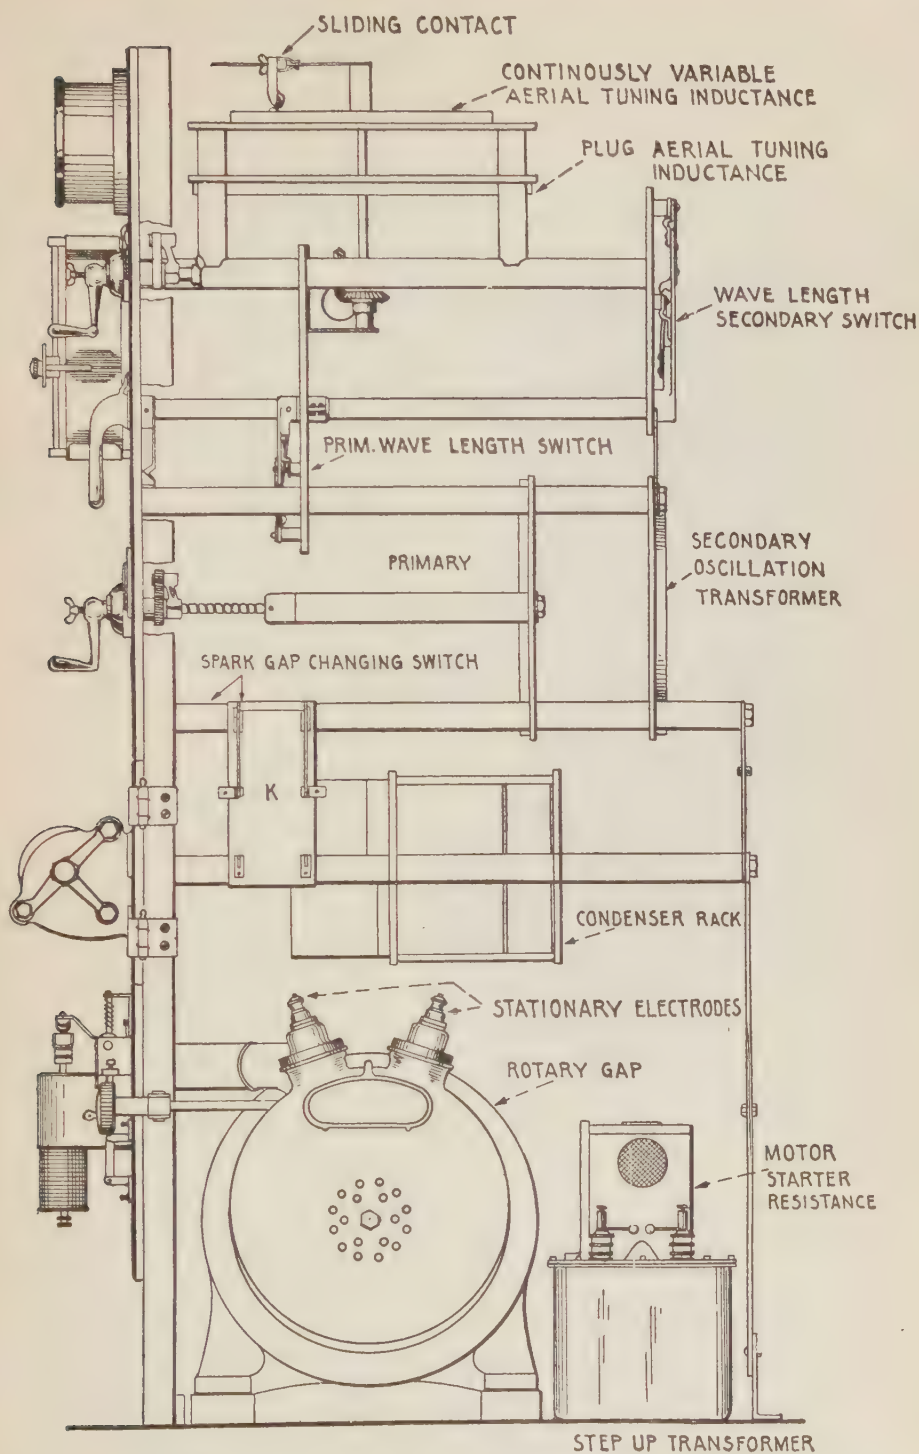 SLIDING CONTACT
CONTINOUSLY VARIABLE
AERIAL TUNING INDUCTANCE
PLUG AERIAL TUNING
INDUCTANCE
WAVE LENGTH
SECONDARY SWITCH
PRIM. WAVE LENGTH SWITCH
SECONDARY
OSCILLATION
TRANSFORMER
PRIMARY
SPARK GAP CHANGING SWITCH
K
CONDENSER RACK
STATIONARY ELECTRODES
ROTARY GAP
MOTOR
STARTER
RESISTANCE
STEP UP TRANSFORMER